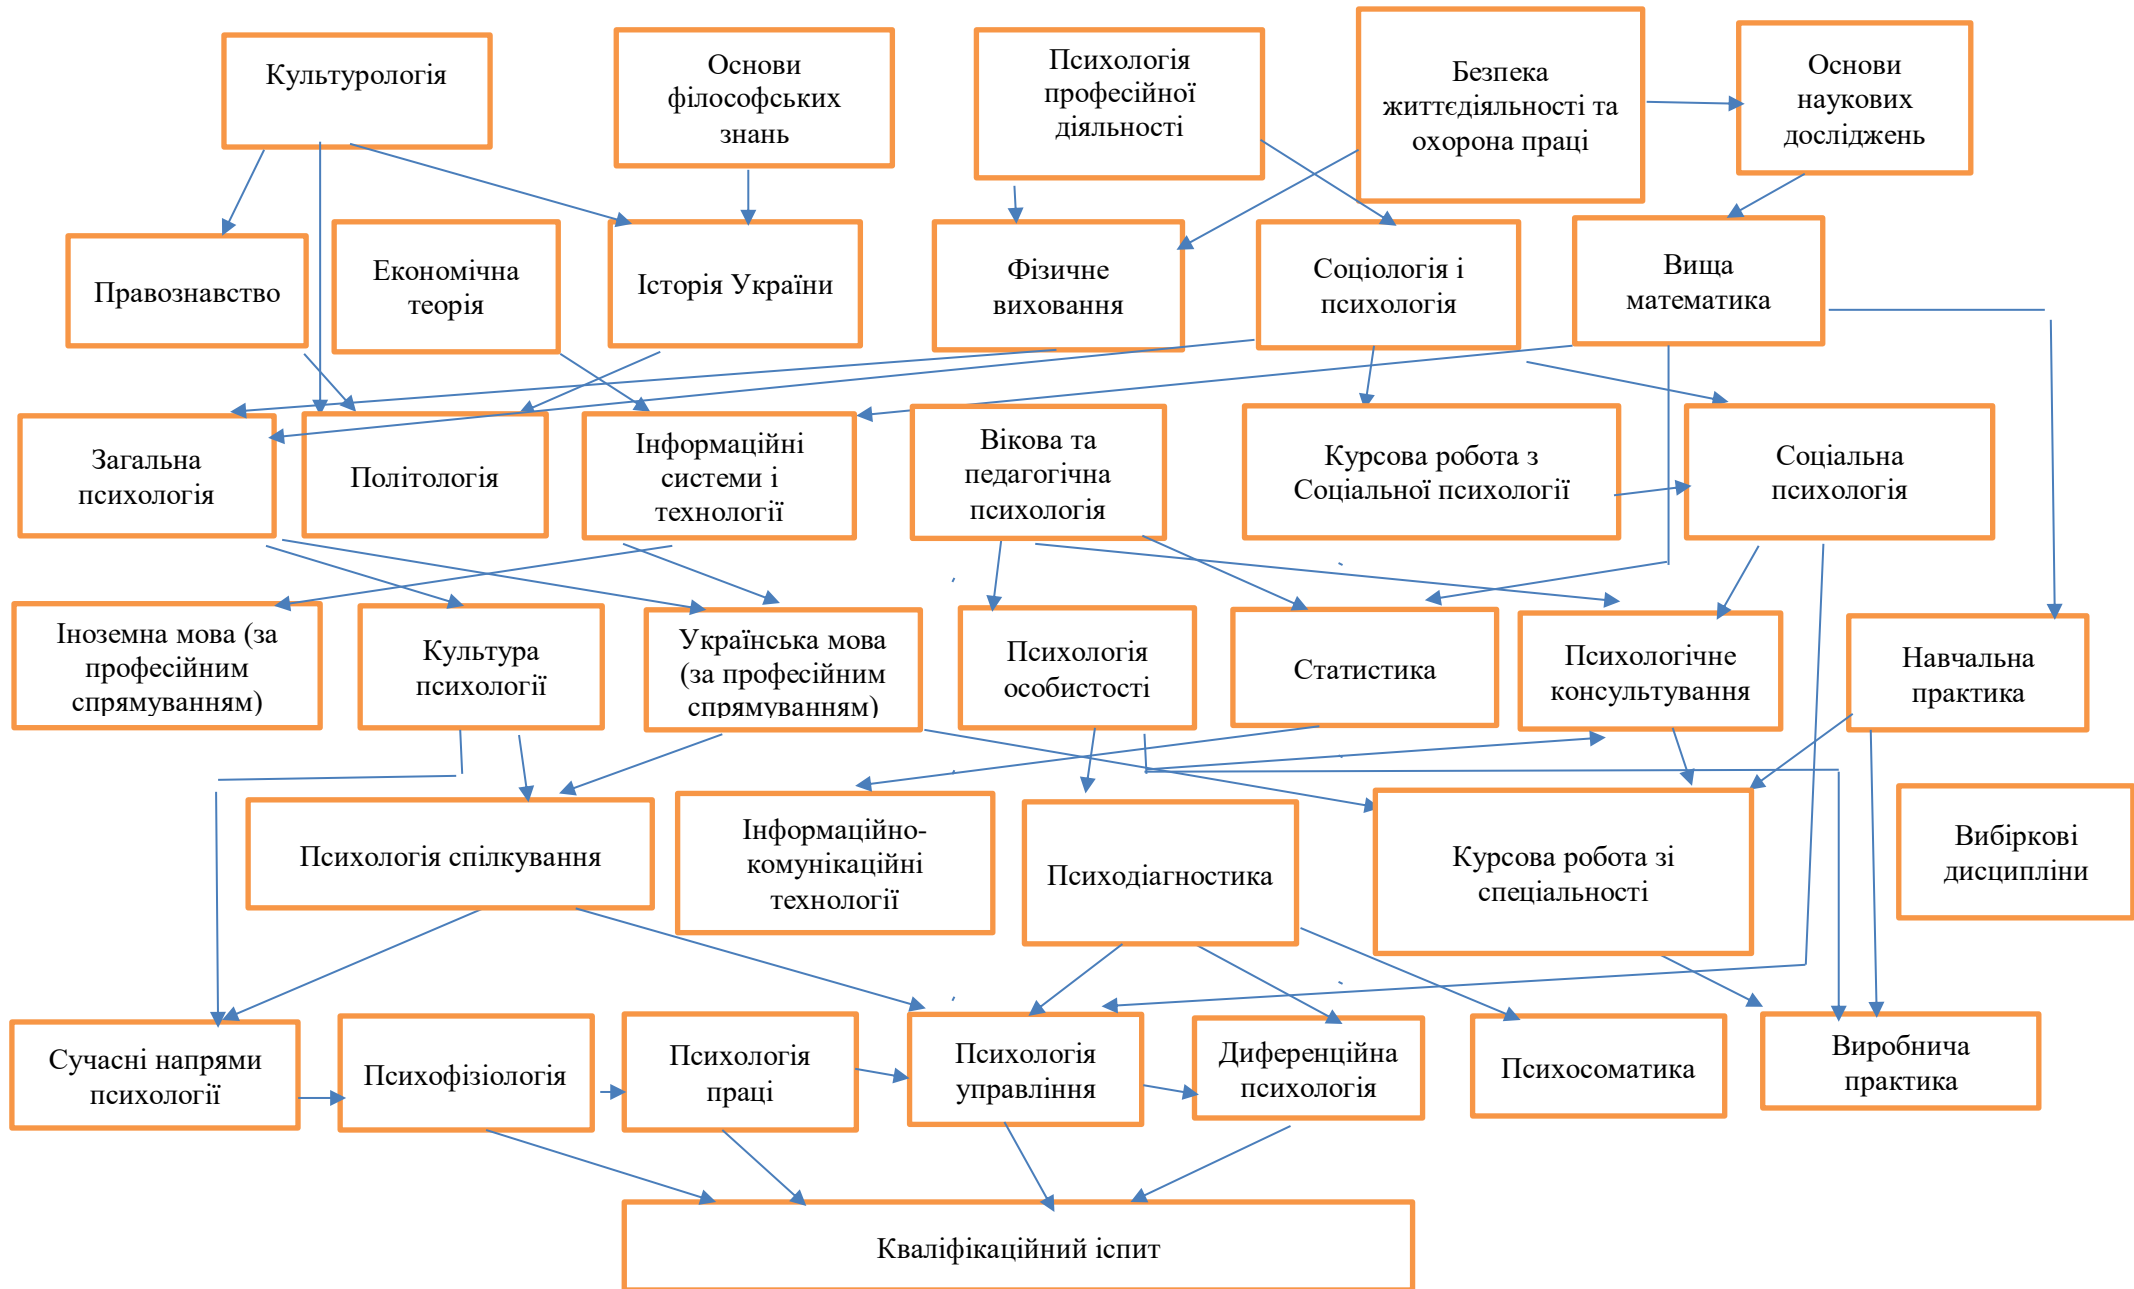 Культурологія
Основи
філософських
знань
Психологія
професійної
діяльності
Безпека
життєдіяльності та
охорона праці
Основи
наукових
досліджень
Правознавство
Економічна
теорія
Історія України
Фізичне
виховання
Соціологія і
психологія
Вища
математика
Загальна
психологія
Політологія
Інформаційні
системи і
технології
Вікова та
педагогічна
психологія
Курсова робота з
Соціальної психології
Соціальна
психологія
Іноземна мова (за
професійним
спрямуванням)
Культура
психології
Українська мова
(за професійним
спрямуванням)
Психологія
особистості
Статистика
Психологічне
консультування
Навчальна
практика
Психологія спілкування
Інформаційно-
комунікаційні
технології
Психодіагностика
Курсова робота зі
спеціальності
Вибіркові
дисципліни
Сучасні напрями
психології
Психофізіологія
Психологія
праці
Психологія
управління
Диференційна
психологія
Психосоматика
Виробнича
практика
Кваліфікаційний іспит